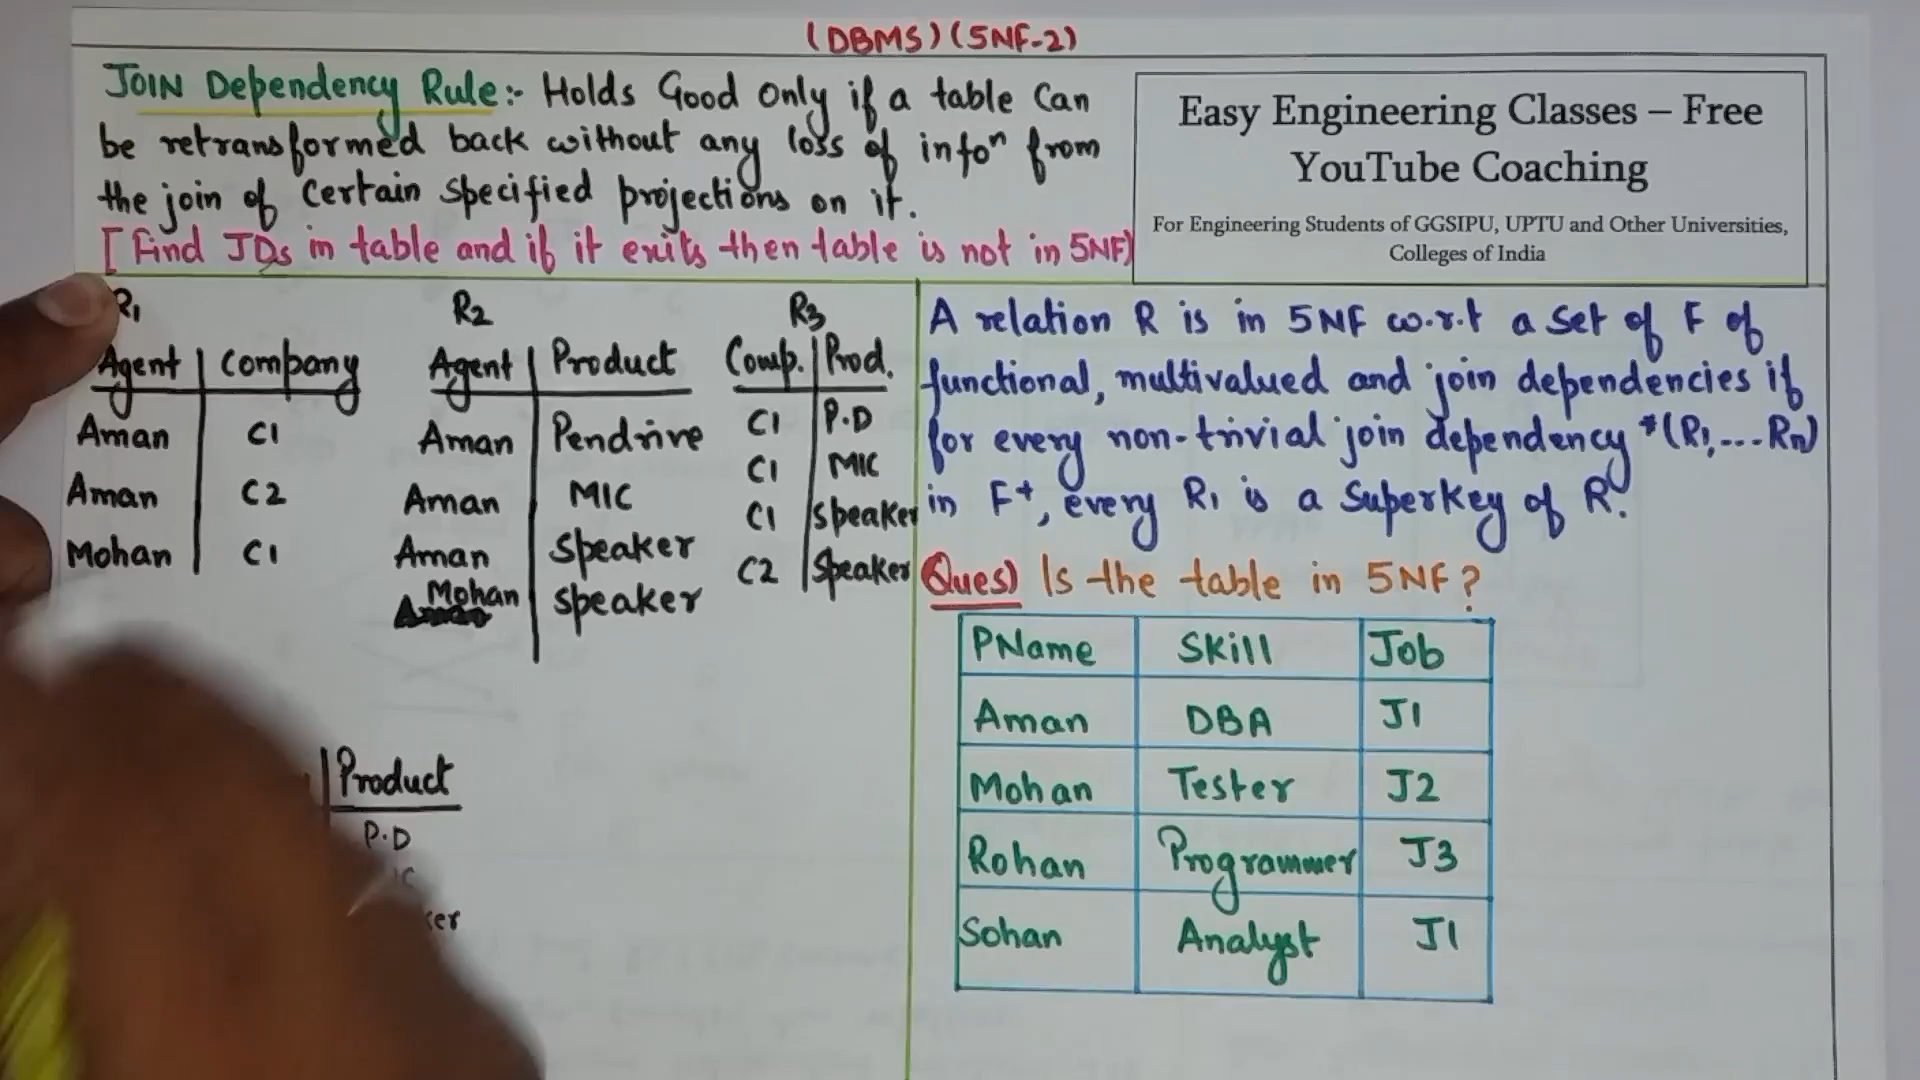 (DBMS) (5NF-2)
JOIN Dependency Rule:- Holds Good Only if a table Can
be retransformed back without any loss of infoⁿ from
the join of Certain specified projections on it.
[Find JDs in table and if it exits then table is not in 5NF]
Easy Engineering Classes – Free
YouTube Coaching
For Engineering Students of GGSIPU, UPTU and Other Universities,
Colleges of India
R1
Agent Company
Aman C1
Aman C2
Mohan C1
R2
Agent Product
Aman Pendrive
Aman MIC
Aman Speaker
Mohan Speaker
R3
Comp. Prod.
C1 P.D
C1 MIC
C1 Speaker
C2 Speaker
Product
P.D
A relation R is in 5NF w.r.t a set of F of
functional, multivalued and join dependencies if
for every non-trivial join dependency *(R1,...Rn)
in F+, every R1 is a Superkey of R.
Ques) Is the table in 5NF?
PName Skill Job
Aman DBA J1
Mohan Tester J2
Rohan Programmer J3
Sohan Analyst J1